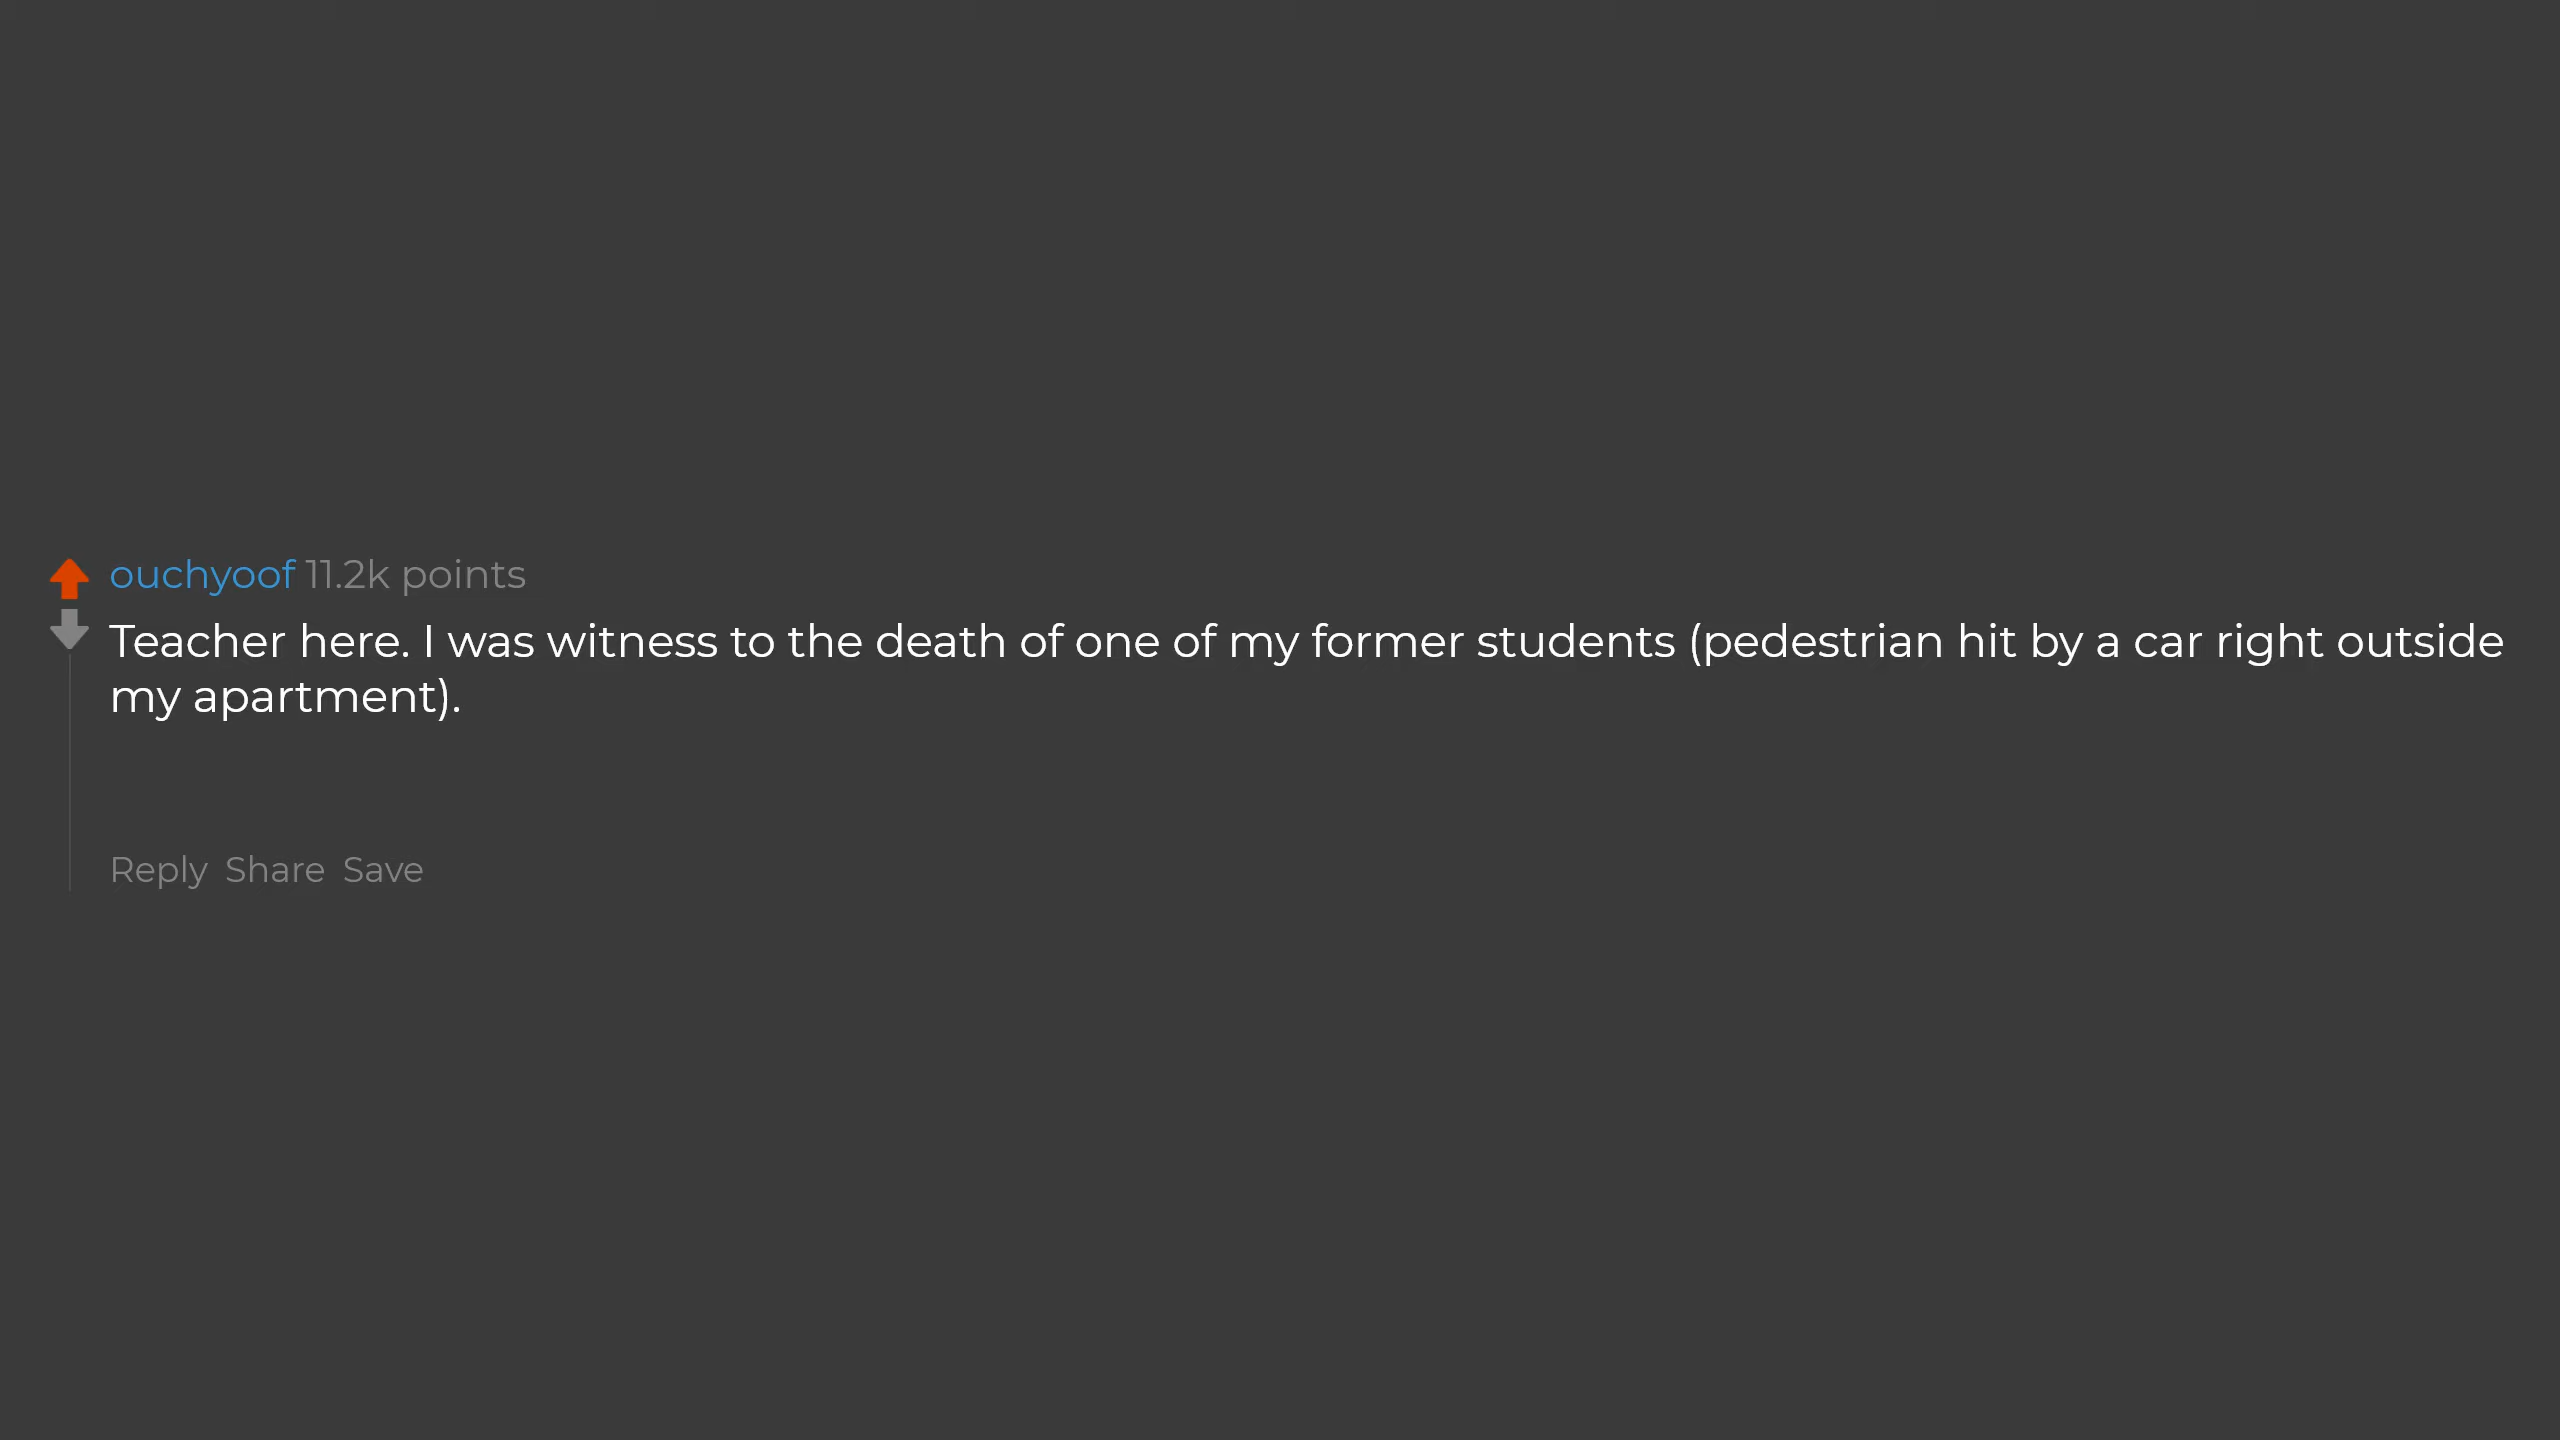 ouchyoof 11.2k points
Teacher here. I was witness to the death of one of my former students (pedestrian hit by a car right outside
my apartment).
Reply Share Save